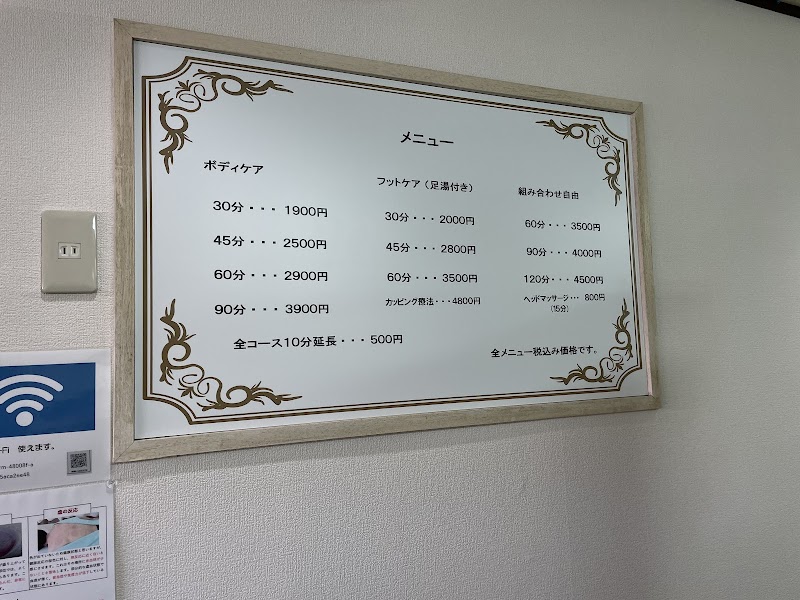 メニュー
ボディケア
30分・・・1900円
45分・・・2500円
60分・・・2900円
90分・・・3900円
フットケア（足湯付き）
30分・・・2000円
45分・・・2800円
60分・・・3500円
カッピング療法・・・4800円
組み合わせ自由
60分・・・3500円
90分・・・4000円
120分・・・4500円
ヘッドマッサージ・・・800円
(15分)
全コース10分延長・・・500円
全メニュー税込み価格です。
-Fi 使えます。